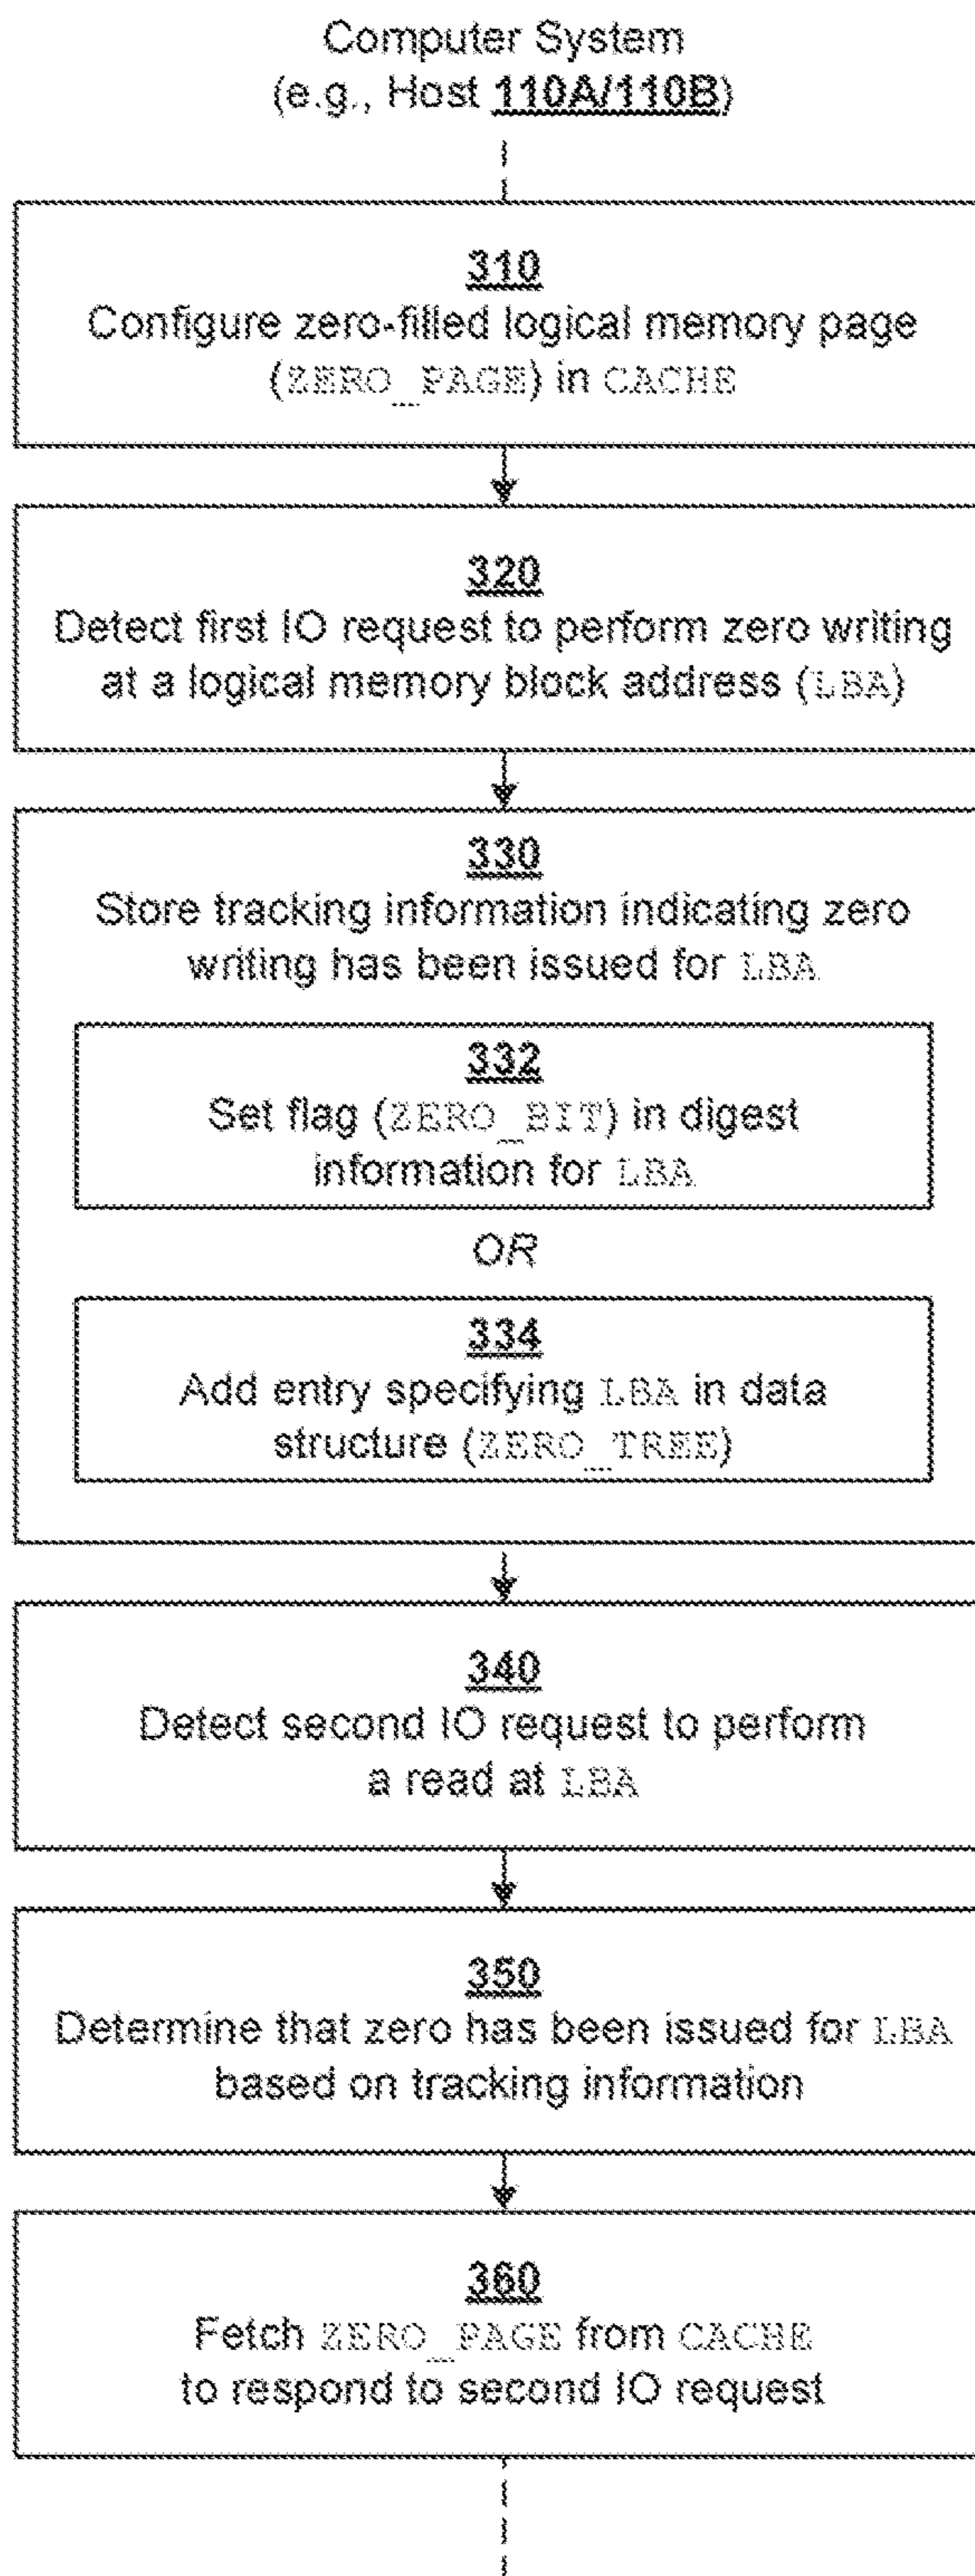 Computer System
(e.g., Host 110A/110B)
310
Configure zero-filled logical memory page
(ZERO_PAGE) in CACHE
320
Detect first IO request to perform zero writing
at a logical memory block address (LBA)
330
Store tracking information indicating zero
writing has been issued for LBA
332
Set flag (ZERO_BIT) in digest
information for LBA
OR
334
Add entry specifying LBA in data
structure (ZERO_TREE)
340
Detect second IO request to perform
a read at LBA
350
Determine that zero has been issued for LBA
based on tracking information
360
Fetch ZERO_PAGE from CACHE
to respond to second IO request